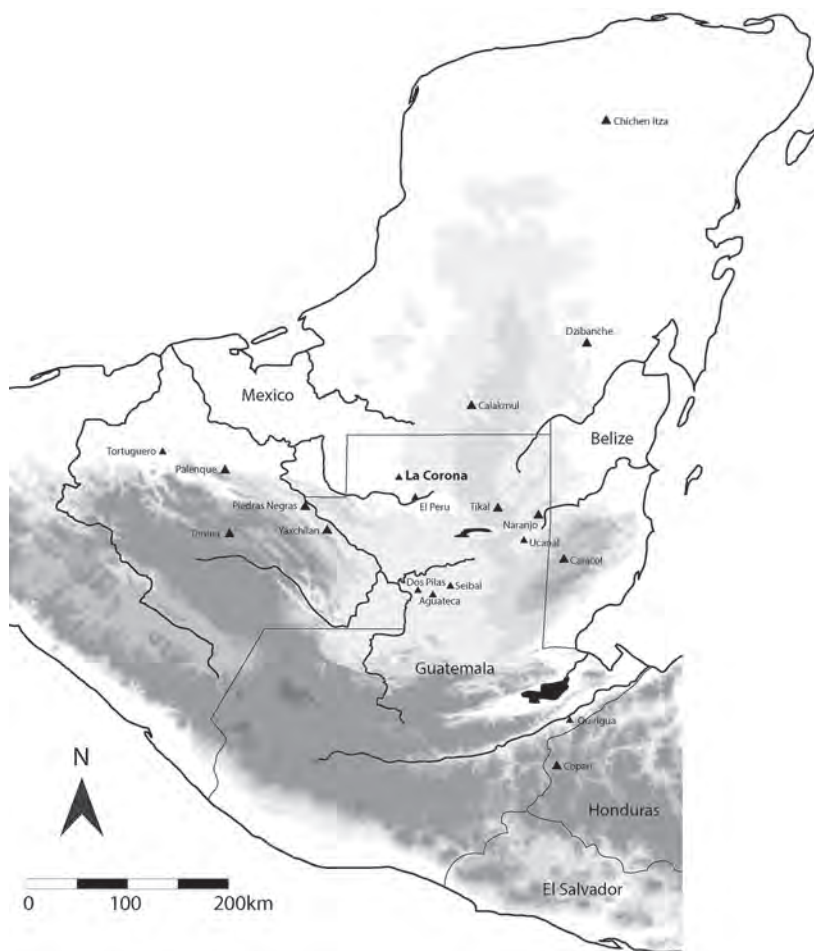 Chichen Itza
Dzibanche
Mexico
Calakmul
Belize
Tortuguero
Palenque
La Corona
El Peru
Piedras Negras
Tikal
Naranjo
Yaxchilan
Tonina
Ucanal
Caracol
Dos Pilas
Seibal
Aguateca
Guatemala
Quirigua
N
Copan
Honduras
El Salvador
0 100 200km